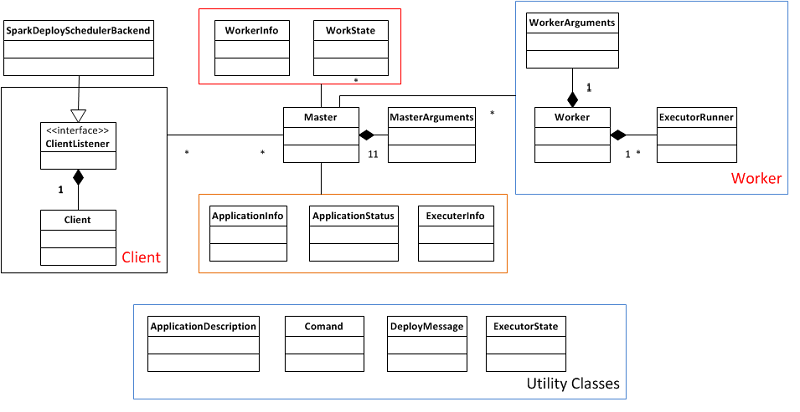 SparkDeploySchedulerBackend
WorkerInfo
WorkState
WorkerArguments
*
1
*
<<interface>>
ClientListener
Master
MasterArguments
Worker
ExecutorRunner
*
*
11
1 *
Worker
1
Client
ApplicationInfo
ApplicationStatus
ExecuterInfo
Client
ApplicationDescription
Comand
DeployMessage
ExecutorState
Utility Classes